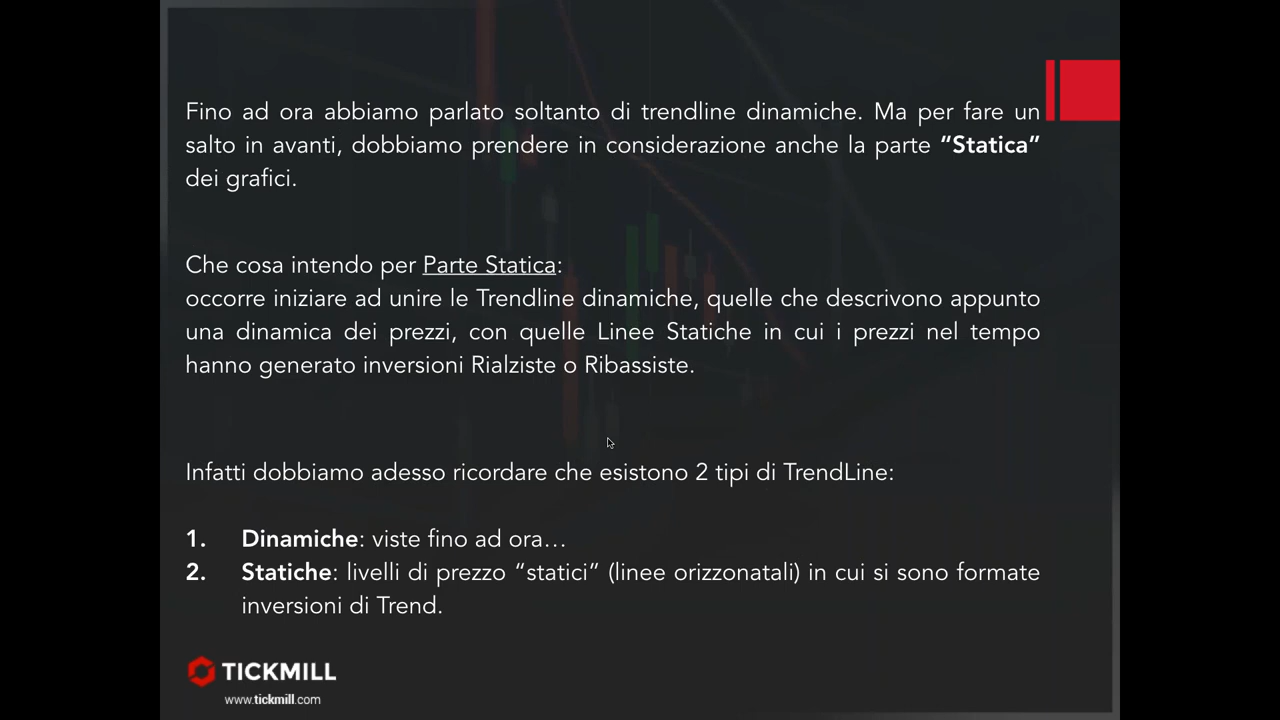 Fino ad ora abbiamo parlato soltanto di trendline dinamiche. Ma per fare un
salto in avanti, dobbiamo prendere in considerazione anche la parte “Statica”
dei grafici.
Che cosa intendo per Parte Statica:
occorre iniziare ad unire le Trendline dinamiche, quelle che descrivono appunto
una dinamica dei prezzi, con quelle Linee Statiche in cui i prezzi nel tempo
hanno generato inversioni Rialziste o Ribassiste.
Infatti dobbiamo adesso ricordare che esistono 2 tipi di TrendLine:
1. Dinamiche: viste fino ad ora…
2. Statiche: livelli di prezzo “statici” (linee orizzonatali) in cui si sono formate
inversioni di Trend.
TICKMILL
www.tickmill.com